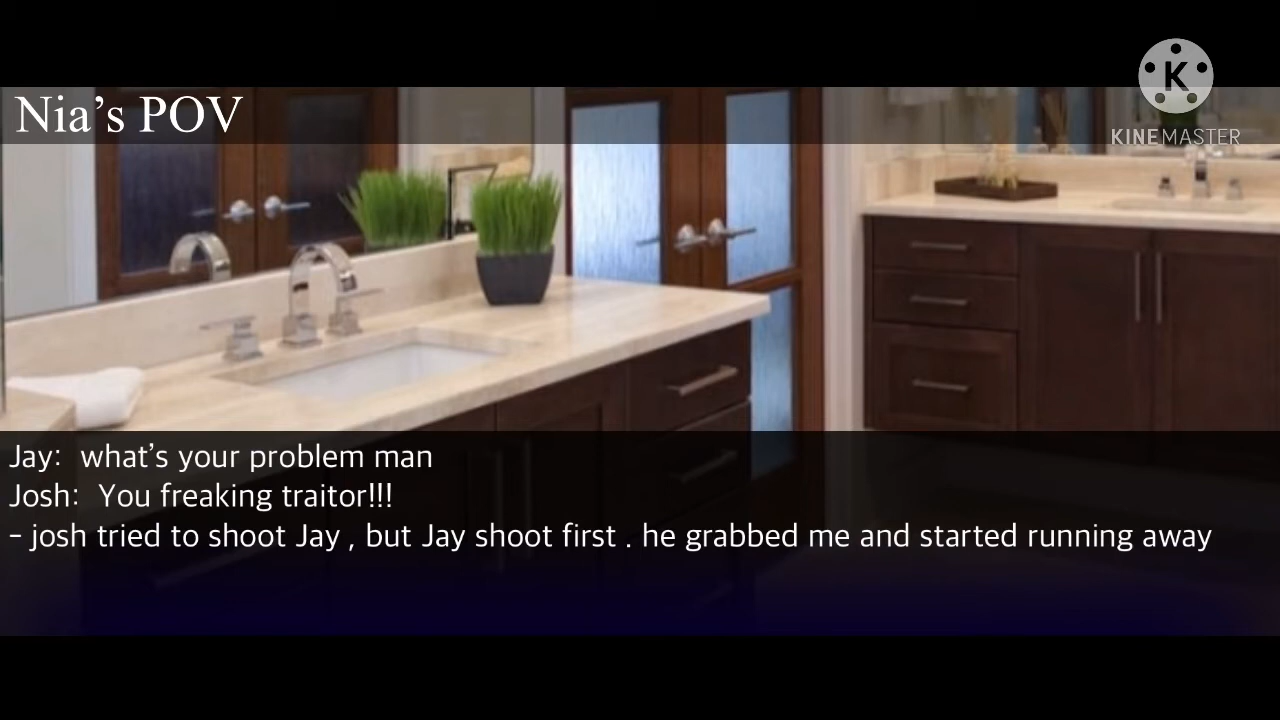 Nia's POV
K
KINEMASTER
Jay:  what's your problem man
Josh:  You freaking traitor!!!
- josh tried to shoot Jay , but Jay shoot first . he grabbed me and started running away